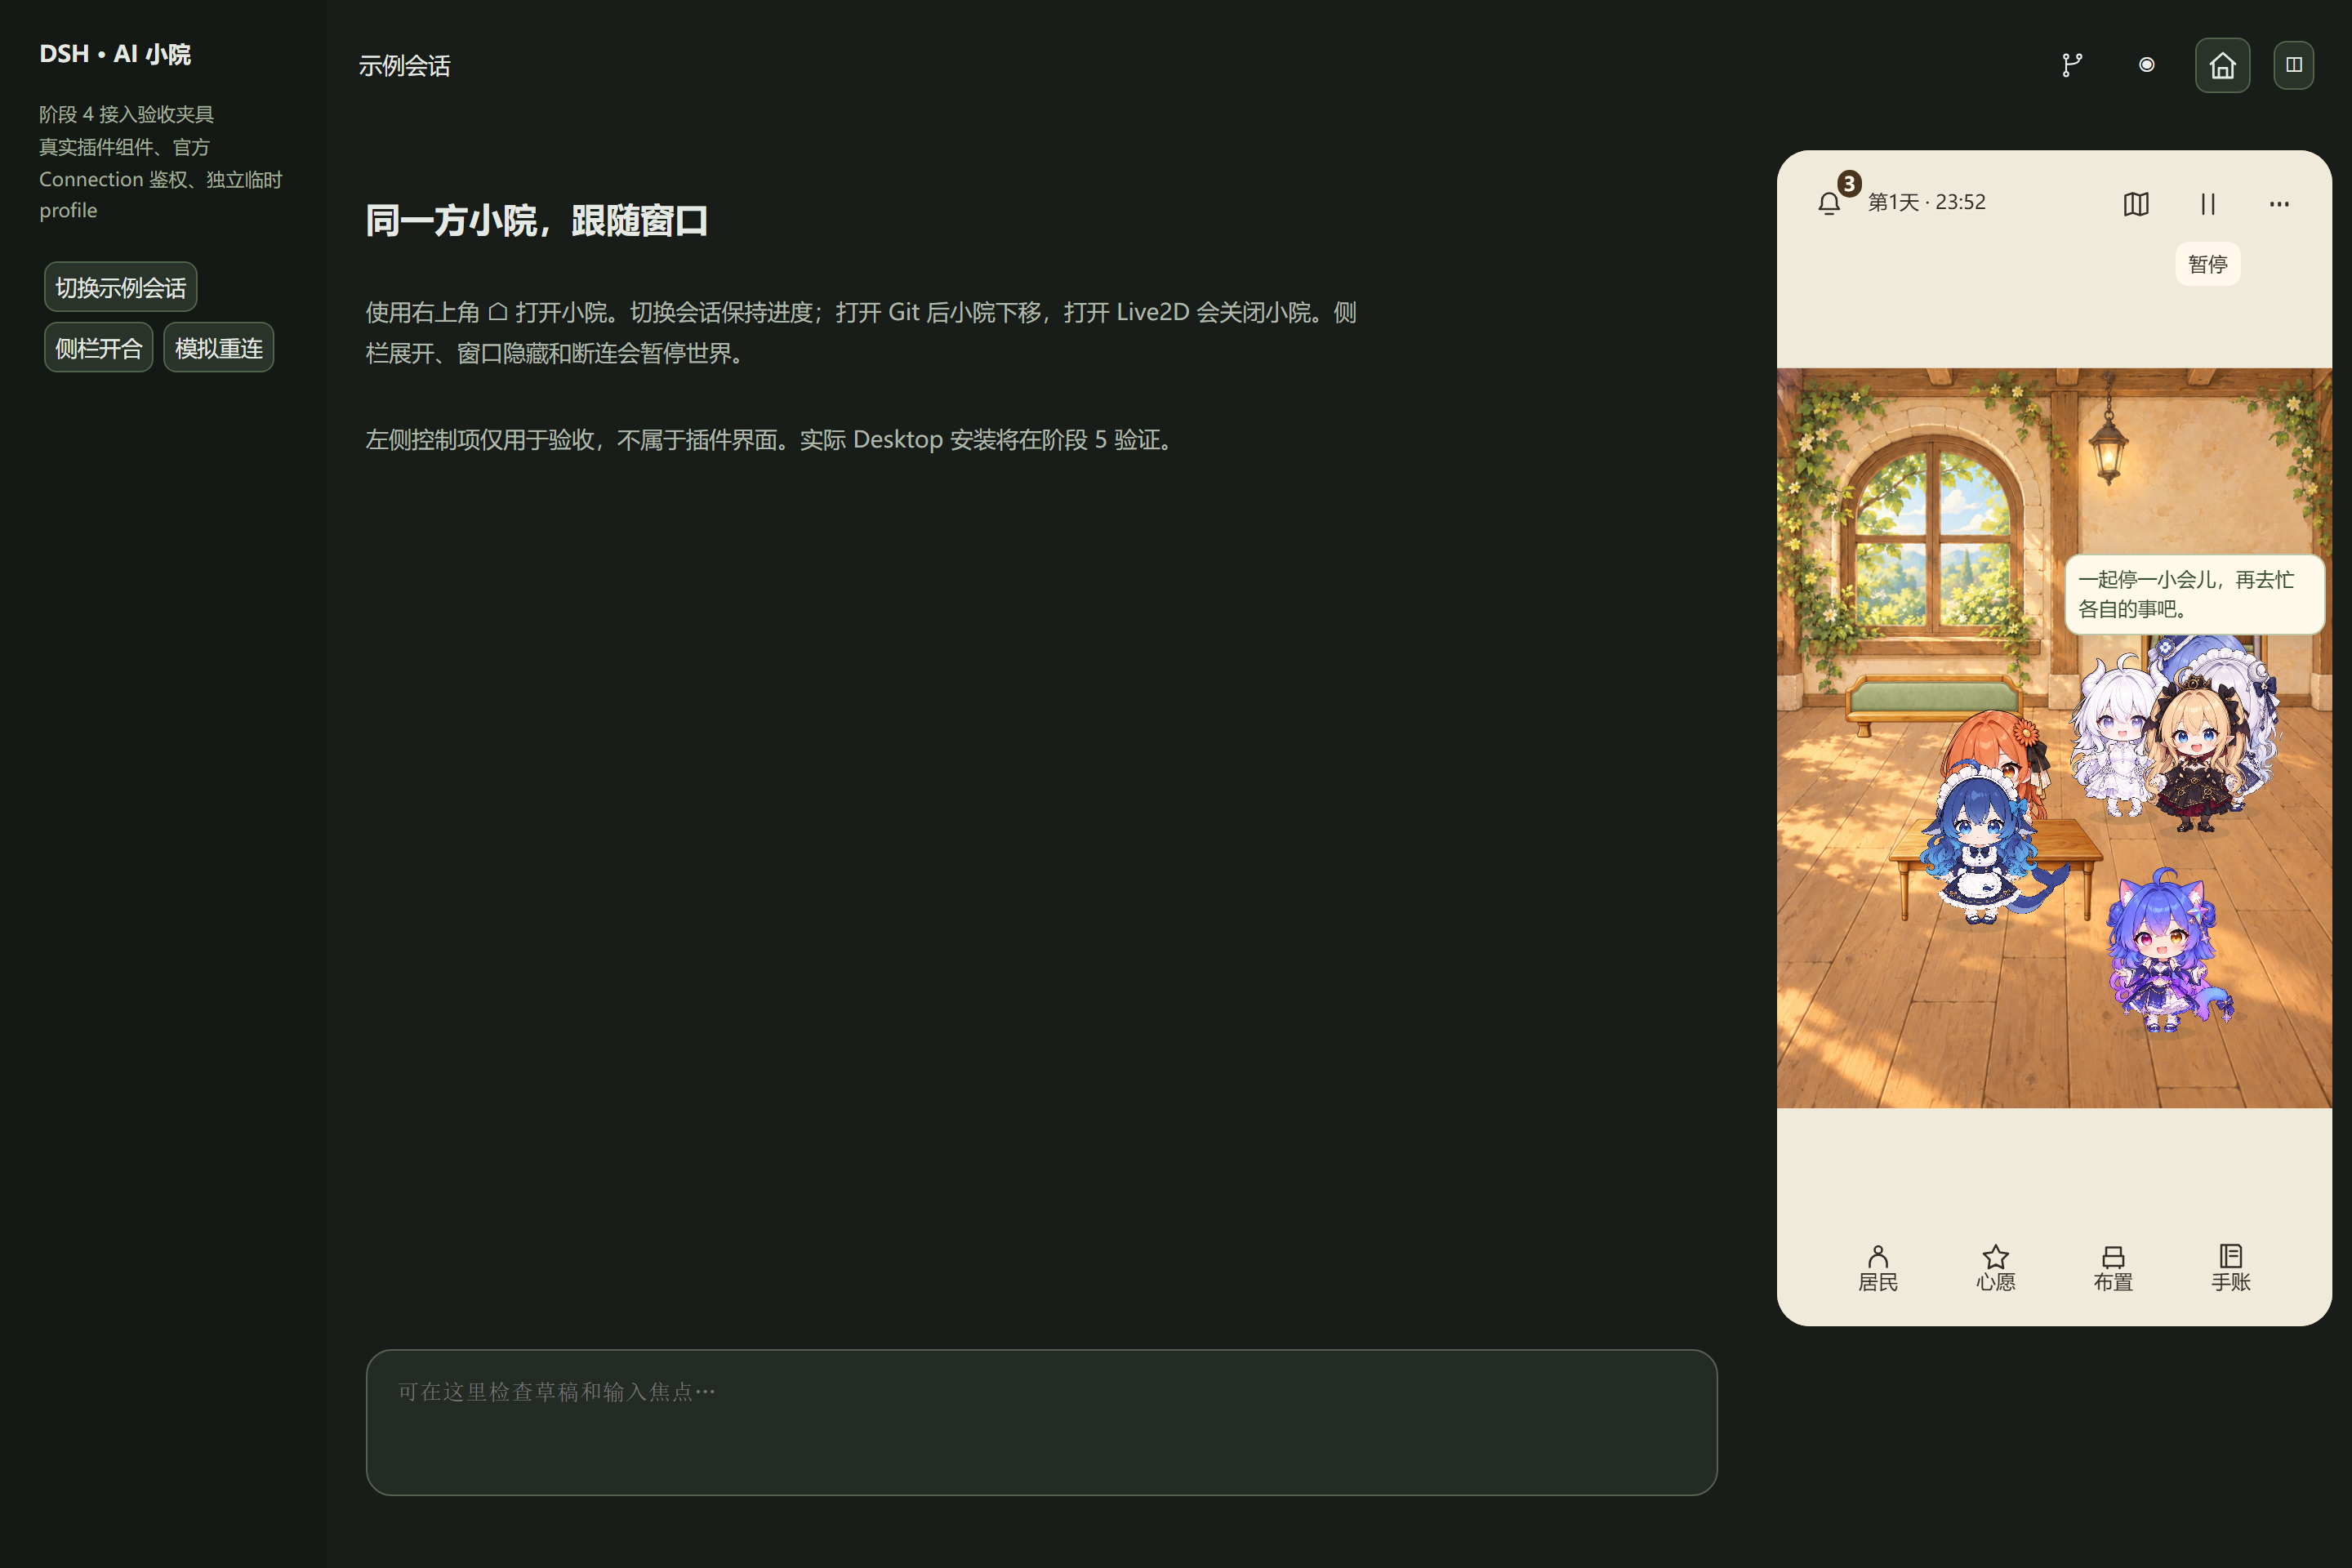 DSH • AI 小院
阶段 4 接入验收夹具
真实插件组件、官方
Connection 鉴权、独立临时
profile
切换示例会话
侧栏开合
模拟重连
示例会话
同一方小院，跟随窗口
使用右上角 ⌂ 打开小院。切换会话保持进度；打开 Git 后小院下移，打开 Live2D 会关闭小院。侧
栏展开、窗口隐藏和断连会暂停世界。
左侧控制项仅用于验收，不属于插件界面。实际 Desktop 安装将在阶段 5 验证。
可在这里检查草稿和输入焦点…
3
第1天 · 23:52
暂停
一起停一小会儿，再去忙
各自的事吧。
居民
心愿
布置
手账